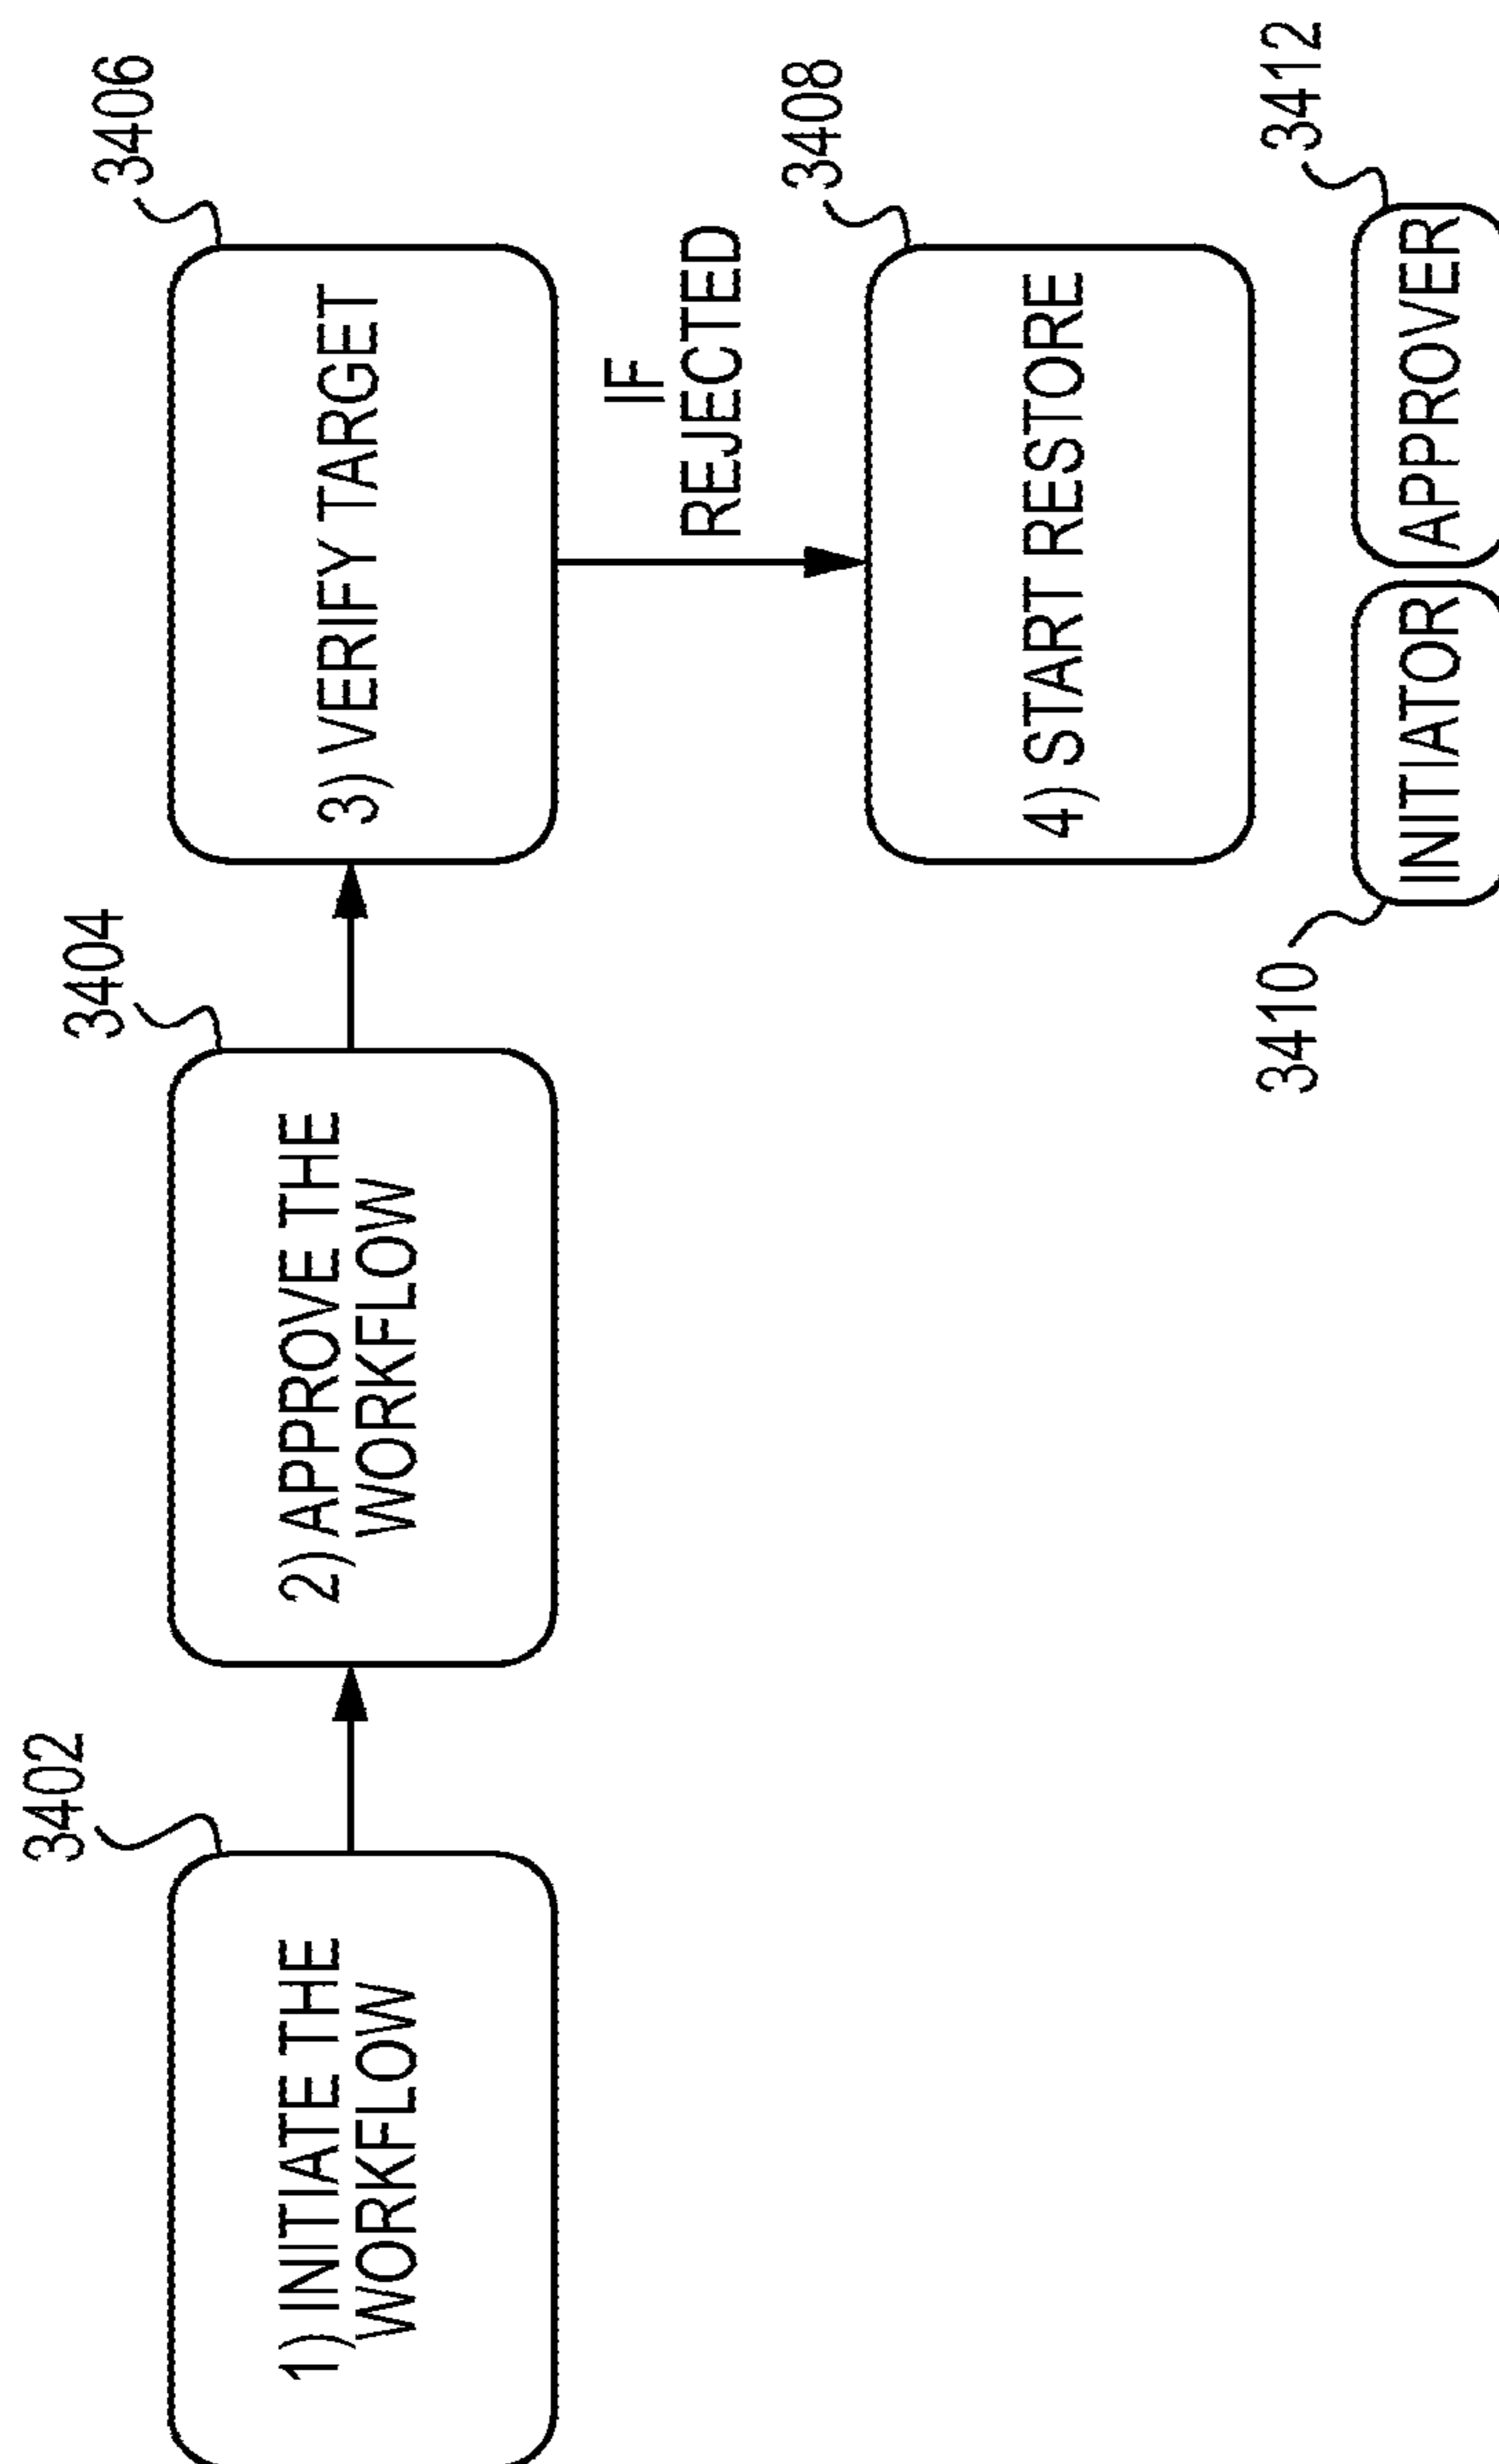 3402
1) INITIATE THE
WORKFLOW
3404
2) APPROVE THE
WORKFLOW
3406
3) VERIFY TARGET
IF
REJECTED
3408
4) START RESTORE
3410
INITIATOR
APPROVER
3412